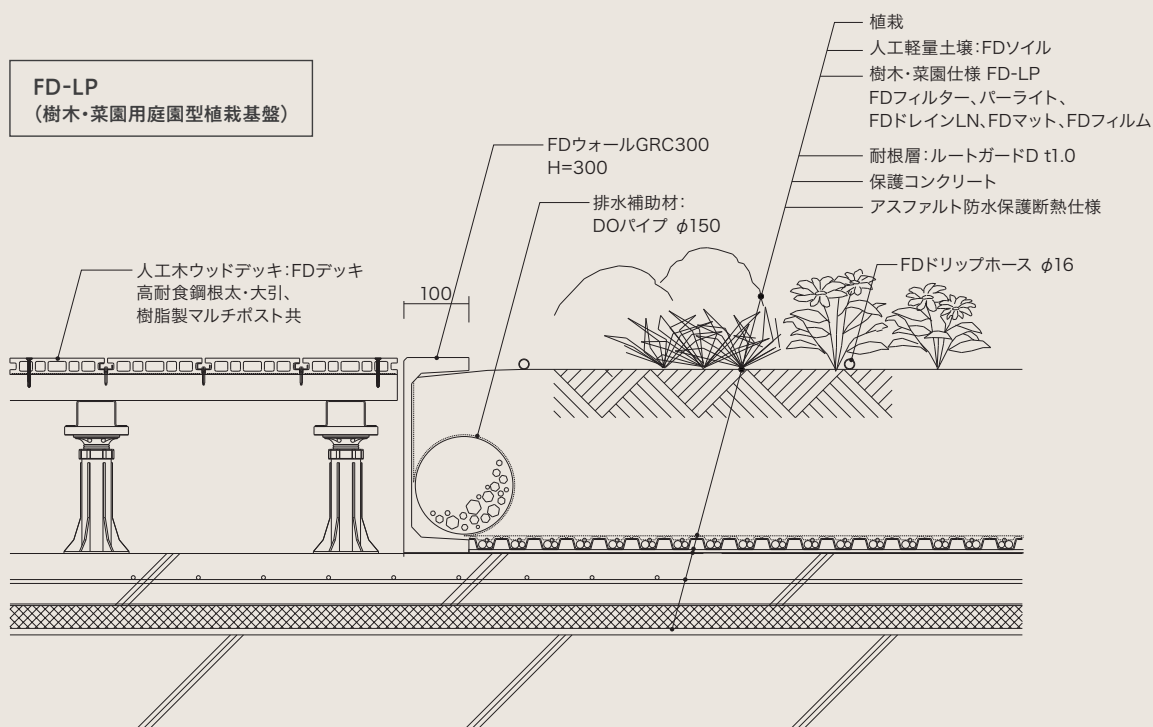 FD-LP
（樹木・菜園用庭園型植栽基盤）
植栽
人工軽量土壌：FDソイル
樹木・菜園仕様 FD-LP
FDフィルター、パーライト、
FDドレインLN、FDマット、FDフィルム
耐根層：ルートガードD t1.0
保護コンクリート
アスファルト防水保護断熱仕様
FDウォールGRC300
H=300
排水補助材：
DOパイプ φ150
FDドリップホース φ16
人工木ウッドデッキ：FDデッキ
高耐食鋼根太・大引、
樹脂製マルチポスト共
100